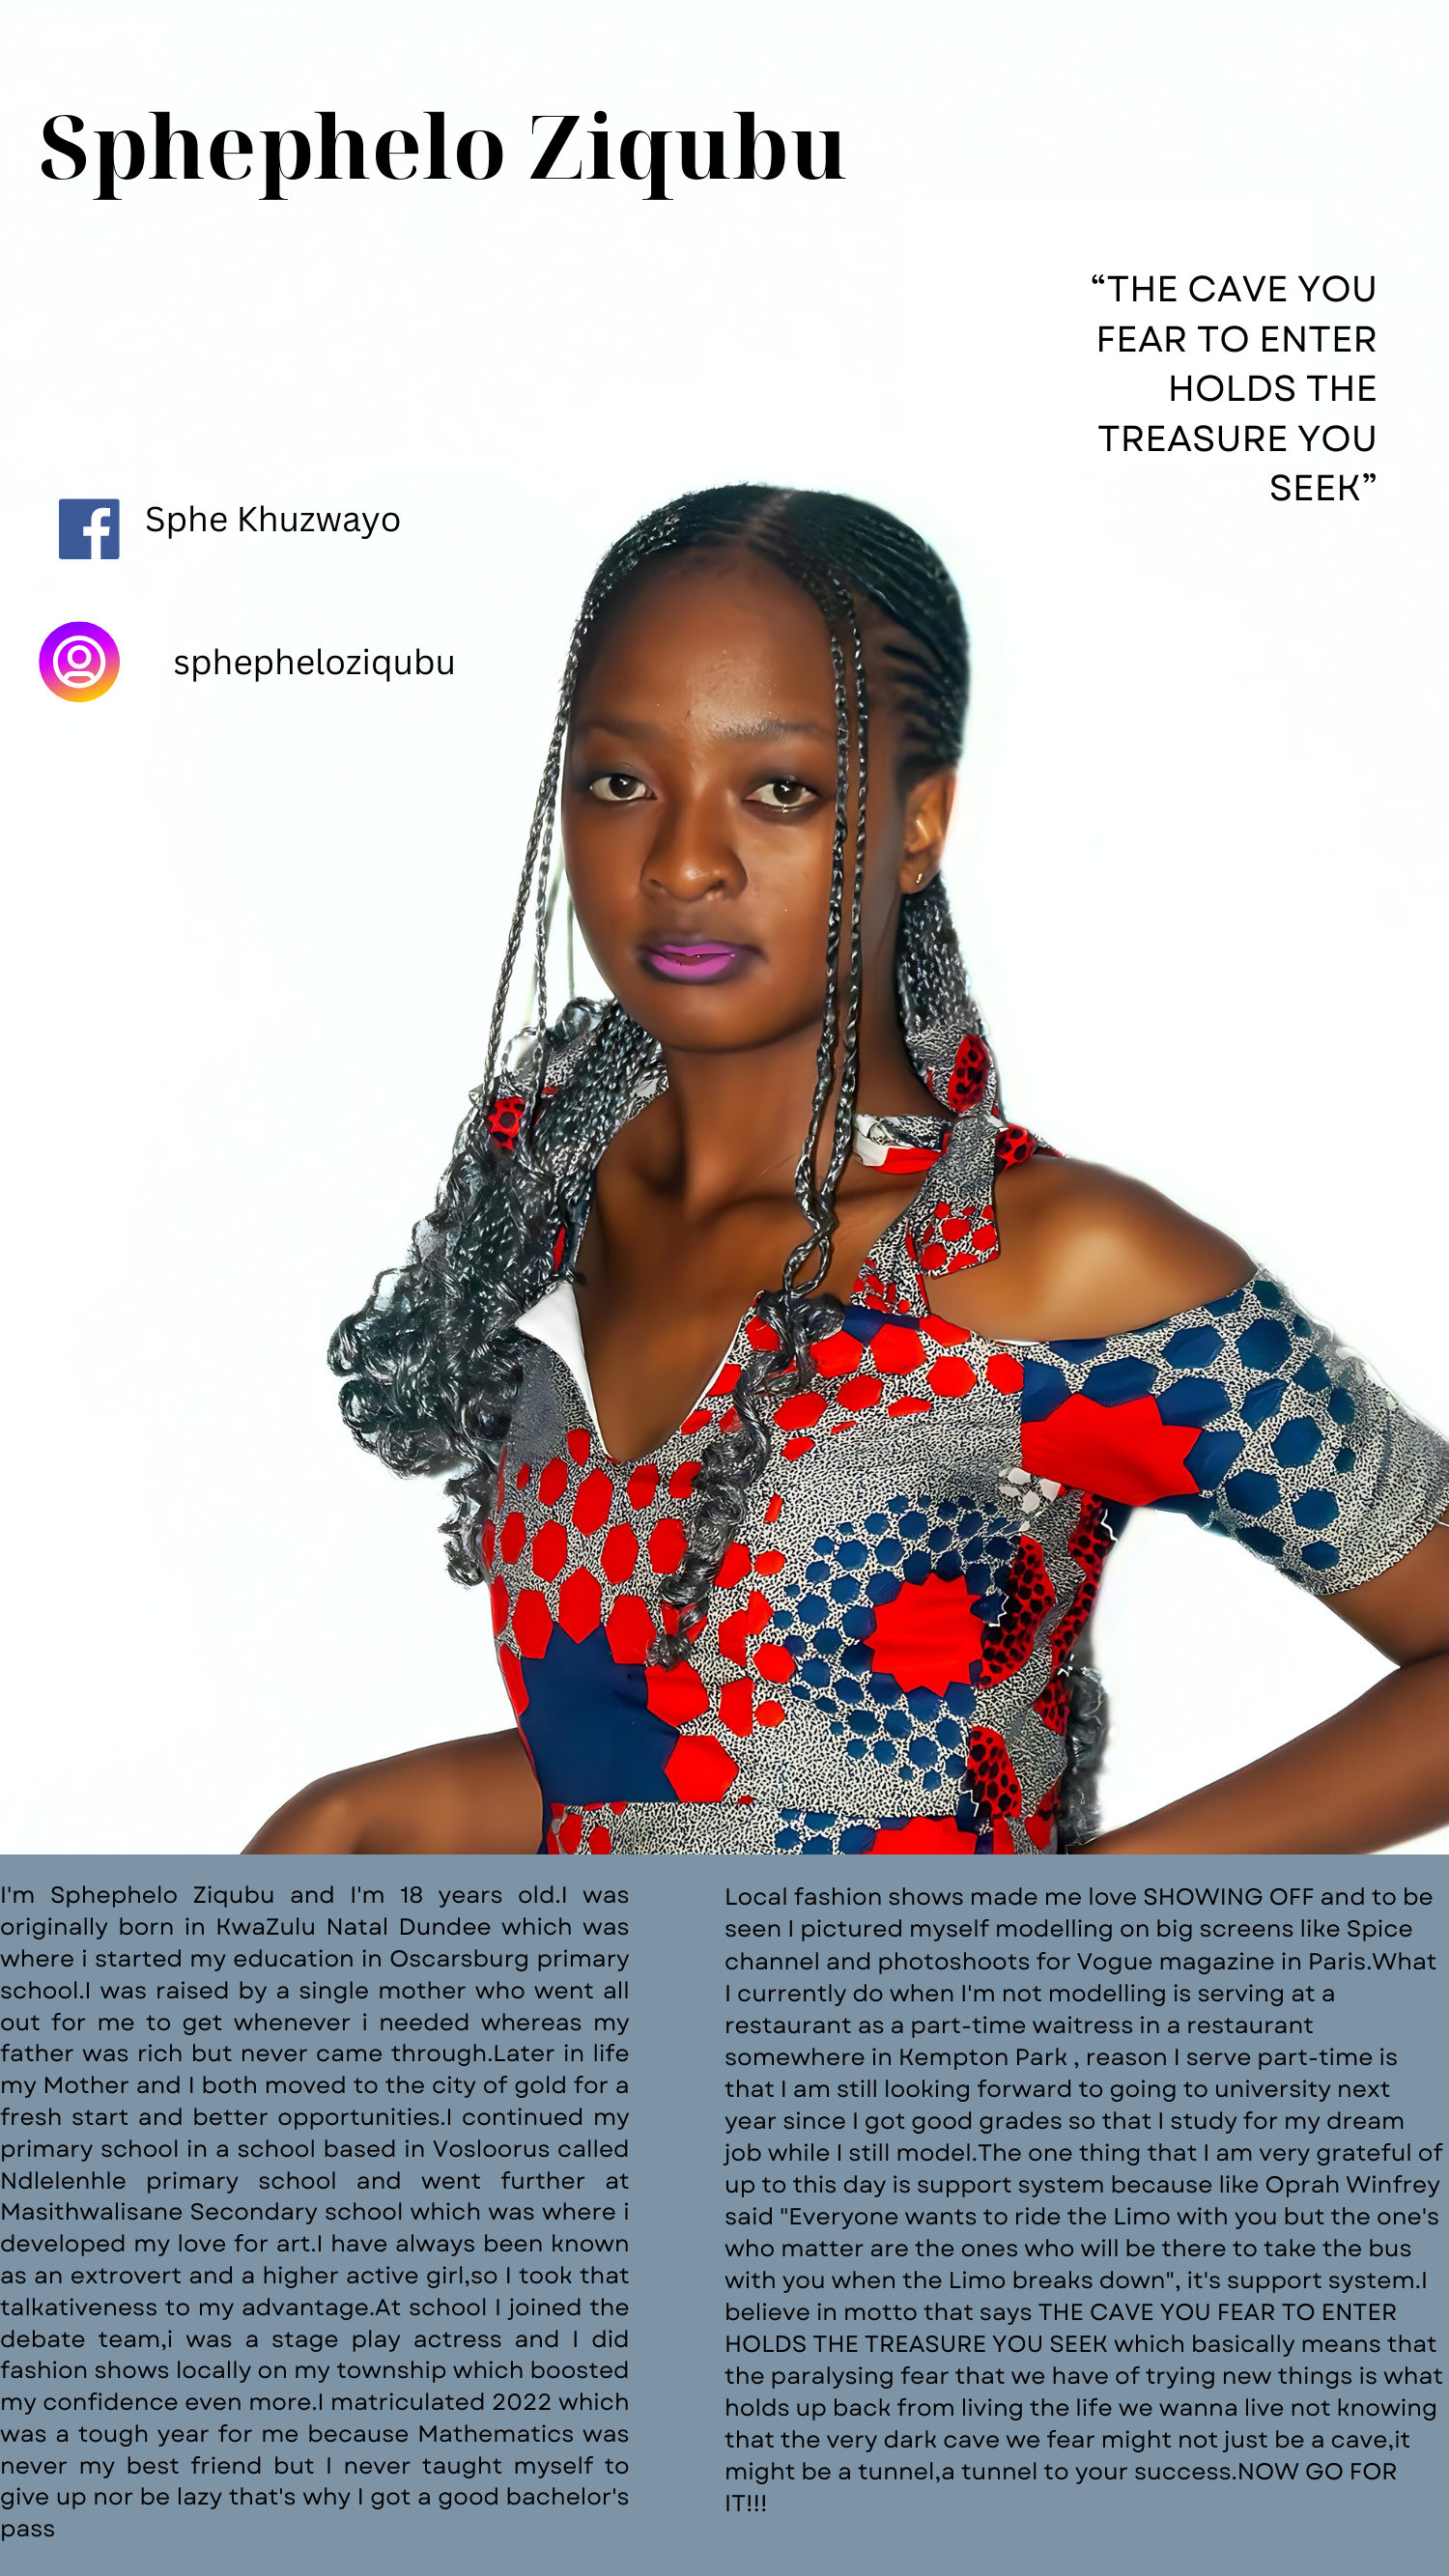 Sphephelo Ziqubu
“THE CAVE YOU
FEAR TO ENTER
HOLDS THE
TREASURE YOU
SEEK”
Sphe Khuzwayo
spheph­eloziqubu
I'm Sphephelo Ziqubu and I'm 18 years old.I was
originally born in KwaZulu Natal Dundee which was
where i started my education in Oscarsburg primary
school.I was raised by a single mother who went all
out for me to get whenever i needed whereas my
father was rich but never came through.Later in life
my Mother and I both moved to the city of gold for a
fresh start and better opportunities.I continued my
primary school in a school based in Vosloorus called
Ndlelenhle primary school and went further at
Masithwalisane Secondary school which was where i
developed my love for art.I have always been known
as an extrovert and a higher active girl,so I took that
talkativeness to my advantage.At school I joined the
debate team,i was a stage play actress and I did
fashion shows locally on my township which boosted
my confidence even more.I matriculated 2022 which
was a tough year for me because Mathematics was
never my best friend but I never taught myself to
give up nor be lazy that's why I got a good bachelor's
pass
Local fashion shows made me love SHOWING OFF and to be
seen I pictured myself modelling on big screens like Spice
channel and photoshoots for Vogue magazine in Paris.What
I currently do when I'm not modelling is serving at a
restaurant as a part-time waitress in a restaurant
somewhere in Kempton Park , reason I serve part-time is
that I am still looking forward to going to university next
year since I got good grades so that I study for my dream
job while I still model.The one thing that I am very grateful of
up to this day is support system because like Oprah Winfrey
said "Everyone wants to ride the Limo with you but the one's
who matter are the ones who will be there to take the bus
with you when the Limo breaks down", it's support system.I
believe in motto that says THE CAVE YOU FEAR TO ENTER
HOLDS THE TREASURE YOU SEEK which basically means that
the paralysing fear that we have of trying new things is what
holds up back from living the life we wanna live not knowing
that the very dark cave we fear might not just be a cave,it
might be a tunnel,a tunnel to your success.NOW GO FOR
IT!!!